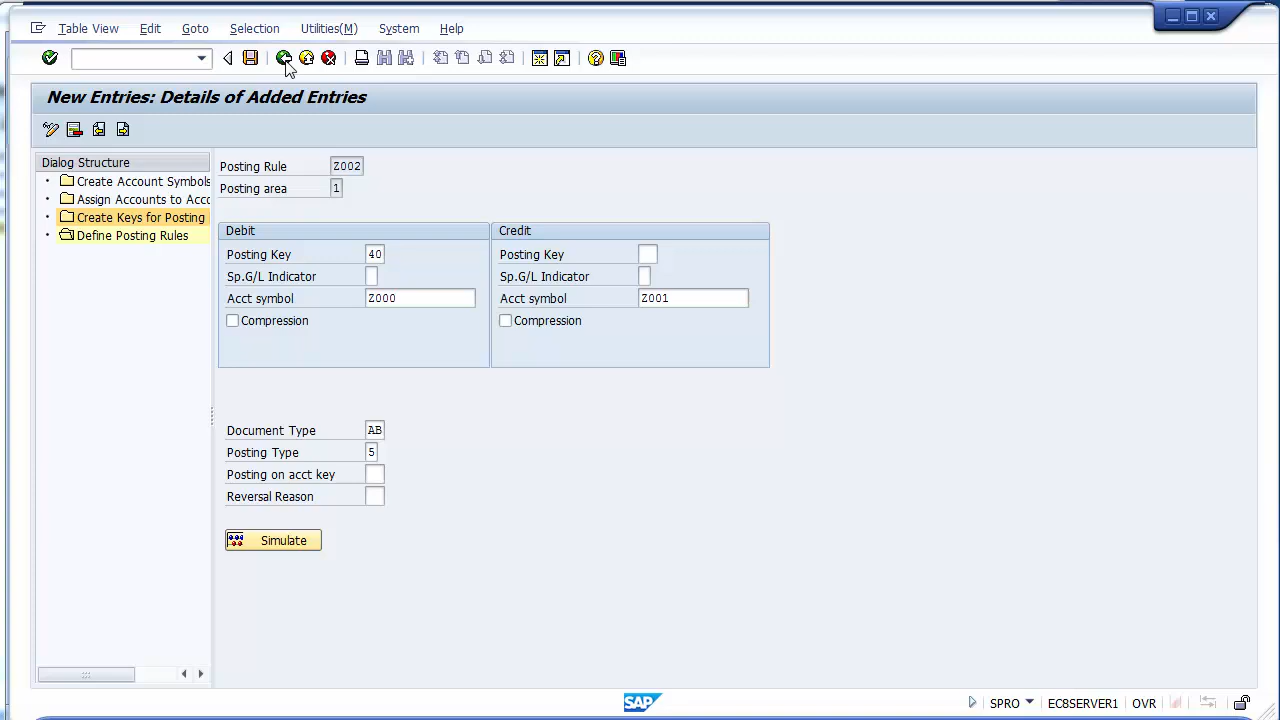 Table View Edit Goto Selection Utilities(M) System Help
New Entries: Details of Added Entries
Dialog Structure
Create Account Symbols
Assign Accounts to Acco
Create Keys for Posting
Define Posting Rules
Posting Rule Z002
Posting area 1
Debit
Posting Key 40
Sp.G/L Indicator
Acct symbol Z000
Compression
Credit
Posting Key
Sp.G/L Indicator
Acct symbol Z001
Compression
Document Type AB
Posting Type 5
Posting on acct key
Reversal Reason
Simulate
SAP
SPRO EC8SERVER1 OVR